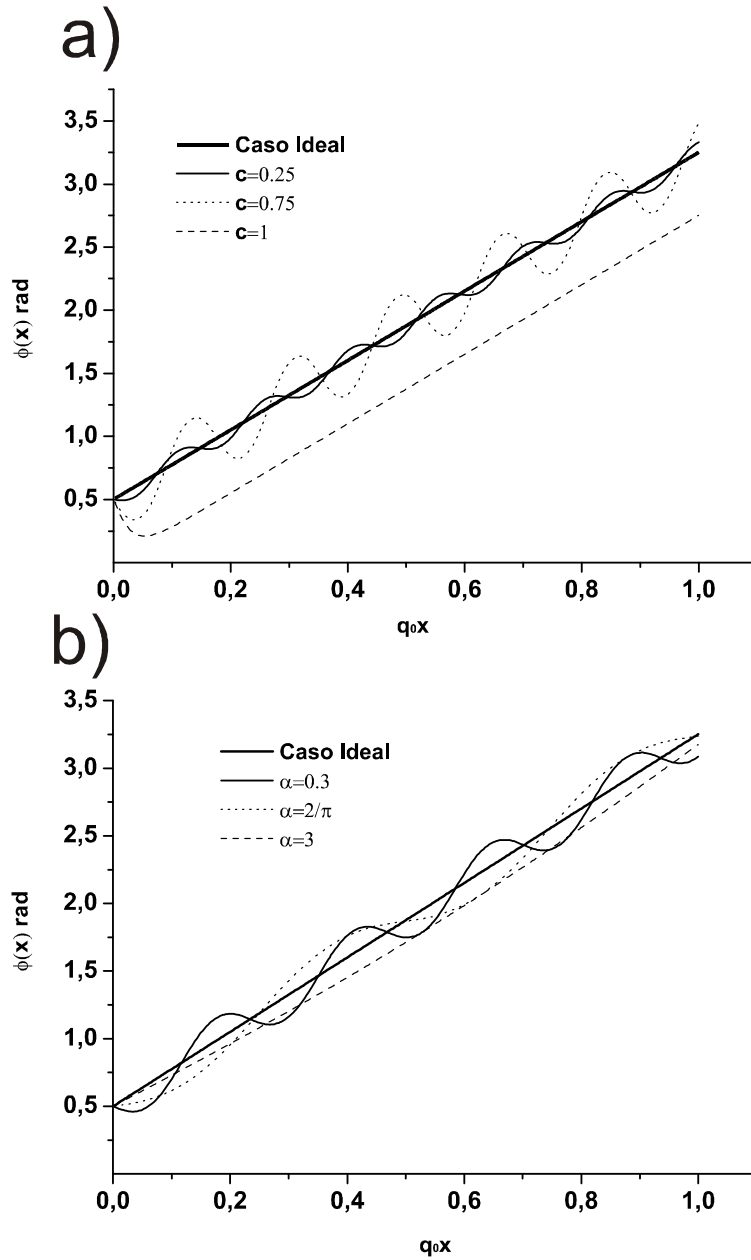 a)
3,5
3,0
2,5
2,0
1,5
1,0
0,5
Caso Ideal
c=0.25
c=0.75
c=1
ϕ(x) rad
0,0 0,2 0,4 0,6 0,8 1,0
q₀x
b)
3,5
3,0
2,5
2,0
1,5
1,0
0,5
Caso Ideal
α=0.3
α=2/π
α=3
ϕ(x) rad
0,0 0,2 0,4 0,6 0,8 1,0
q₀x